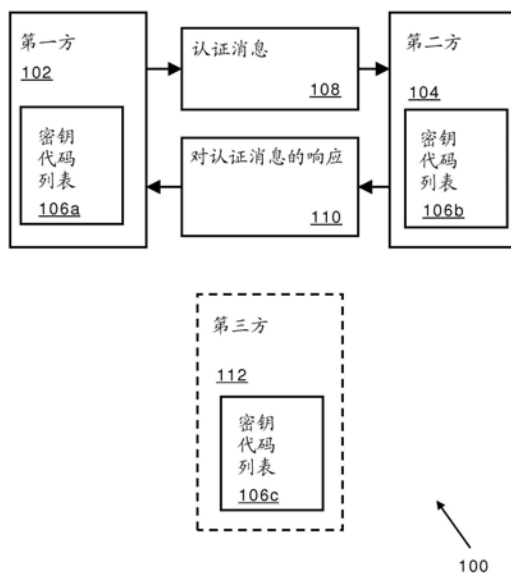 第一方
102
密钥
代码
列表
106a
认证消息
108
对认证消息的响应
110
第二方
104
密钥
代码
列表
106b
第三方
112
密钥
代码
列表
106c
100